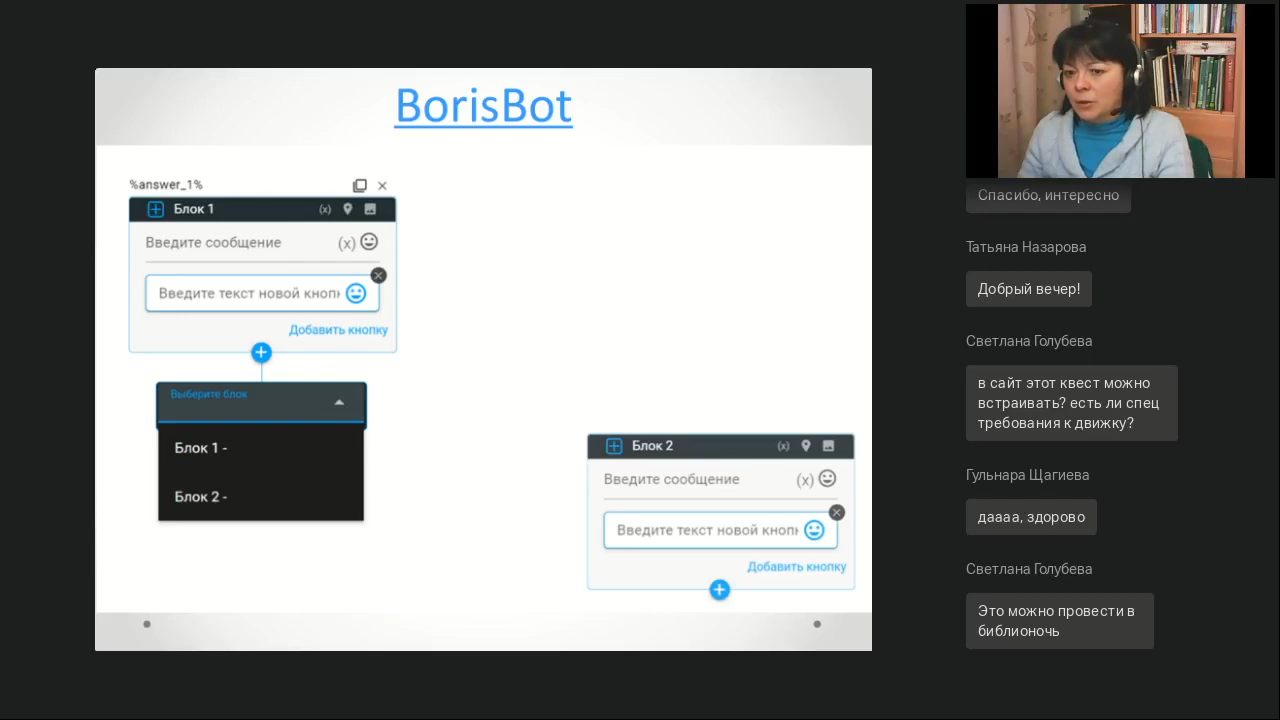 BorisBot
%answer_1%
Блок 1
(x)
Введите сообщение
(x)
Введите текст новой кноп
Добавить кнопку
Выберите блок
Блок 1 -
Блок 2 -
Блок 2
(x)
Введите сообщение
(x)
Введите текст новой кноп
Добавить кнопку
Спасибо, интересно
Татьяна Назарова
Добрый вечер!
Светлана Голубева
в сайт этот квест можно
встраивать? есть ли спец
требования к движку?
Гульнара Щагиева
даааа, здорово
Светлана Голубева
Это можно провести в
библионочь